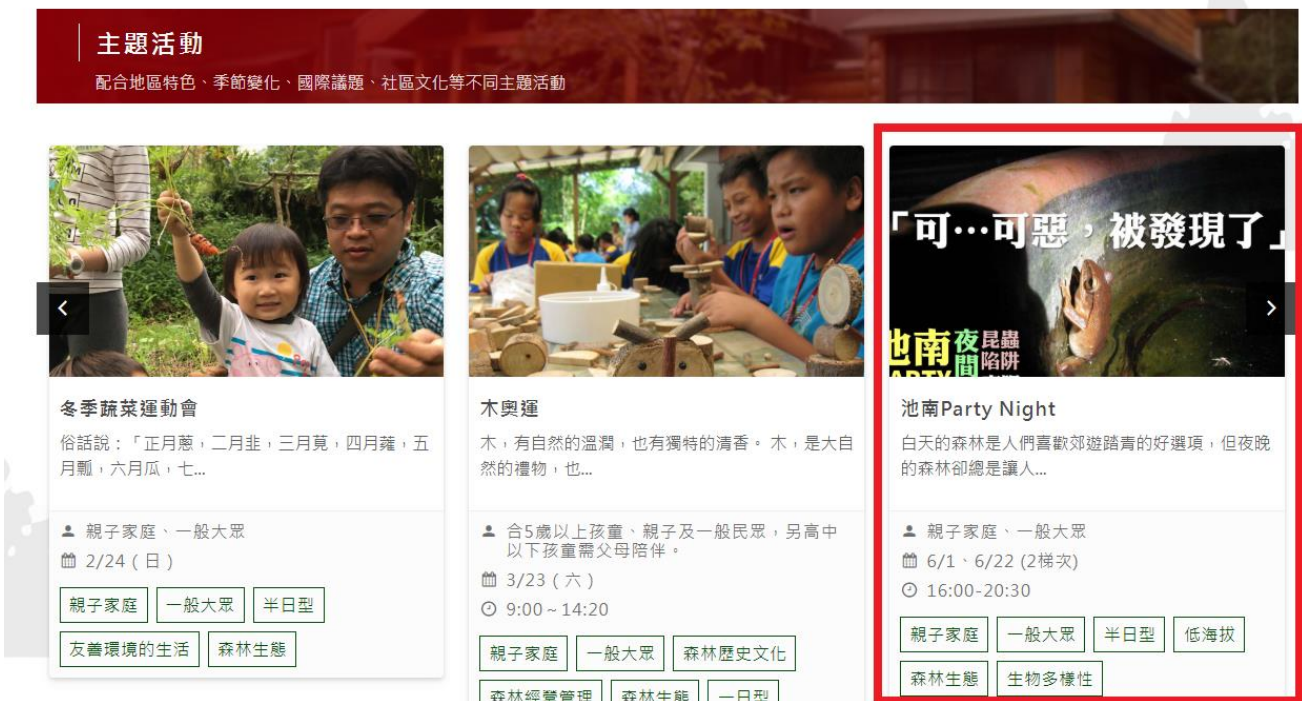 主題活動
配合地區特色、季節變化、國際議題、社區文化等不同主題活動
冬季蔬菜運動會
俗話說：「正月蔥，二月韭，三月莧，四月蕹，五
月瓠，六月瓜，七...
親子家庭、一般大眾
2/24 ( 日 )
親子家庭 一般大眾 半日型
友善環境的生活 森林生態
木奧運
木，有自然的溫潤，也有獨特的清香。 木，是大自
然的禮物，也...
合5歲以上孩童、親子及一般民眾，另高中
以下孩童需父母陪伴。
3/23 ( 六 )
9:00 ~ 14:20
親子家庭 一般大眾 森林歷史文化
森林經營管理 森林生態 一日型
「可…可惡，被發現了」
池南 夜間 昆蟲
陷阱
PARTY
池南Party Night
白天的森林是人們喜歡郊遊踏青的好選項，但夜晚
的森林卻總是讓人...
親子家庭、一般大眾
6/1、6/22 (2梯次)
16:00-20:30
親子家庭 一般大眾 半日型 低海拔
森林生態 生物多樣性